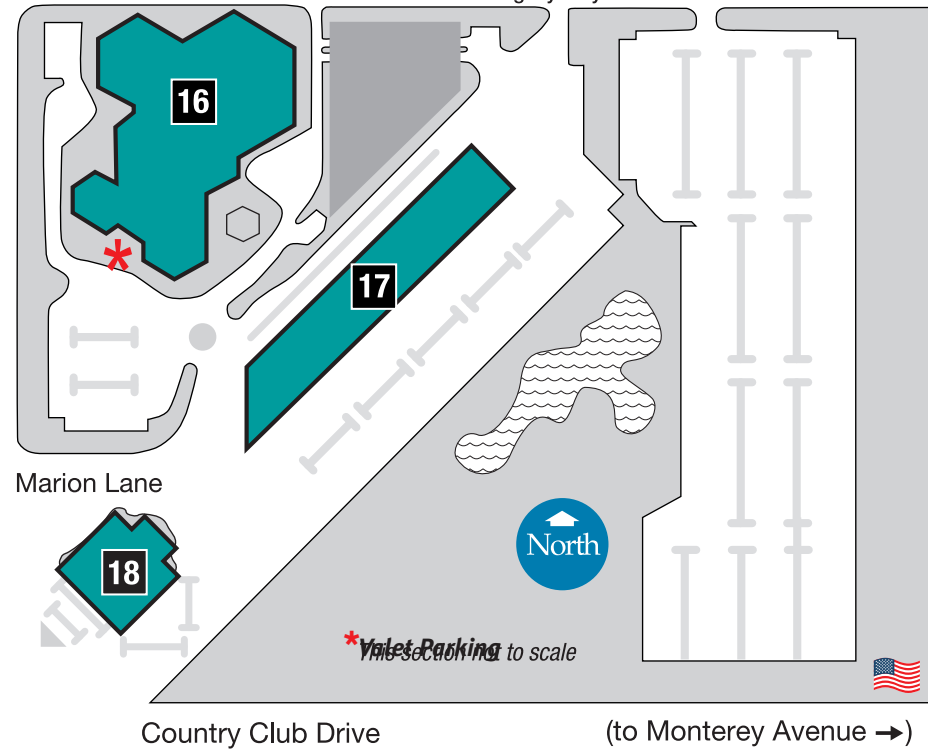 16
17
Marion Lane
18
North
*Valet Parking
This section not to scale
Country Club Drive
(to Monterey Avenue →)